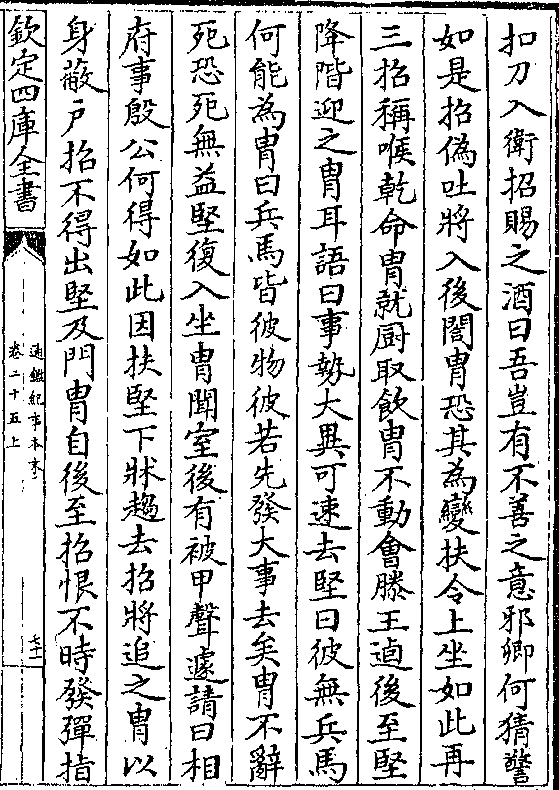 扣刀入衛招賜之酒曰吾豈有不善之意邪卿何猜警
如是招偽吐將入後閤胄恐其為變扶令上坐如此再
三招稱喉乾命胄就厨取飲胄不動會滕王逌後至堅
降階迎之胄耳語曰事勢大異可速去堅曰彼無兵馬
何能為胄曰兵馬皆彼物彼若先發大事去矣胄不辭
死恐死無益堅復入坐胄聞室後有被甲聲遽請曰相
府事殷公何得如此因扶堅下牀趨去招將追之胄以
身蔽户招不得出堅及門胄自後至招恨不時發彈指
欽定四庫全書
通鑑紀事本末
卷二十五上
七十一